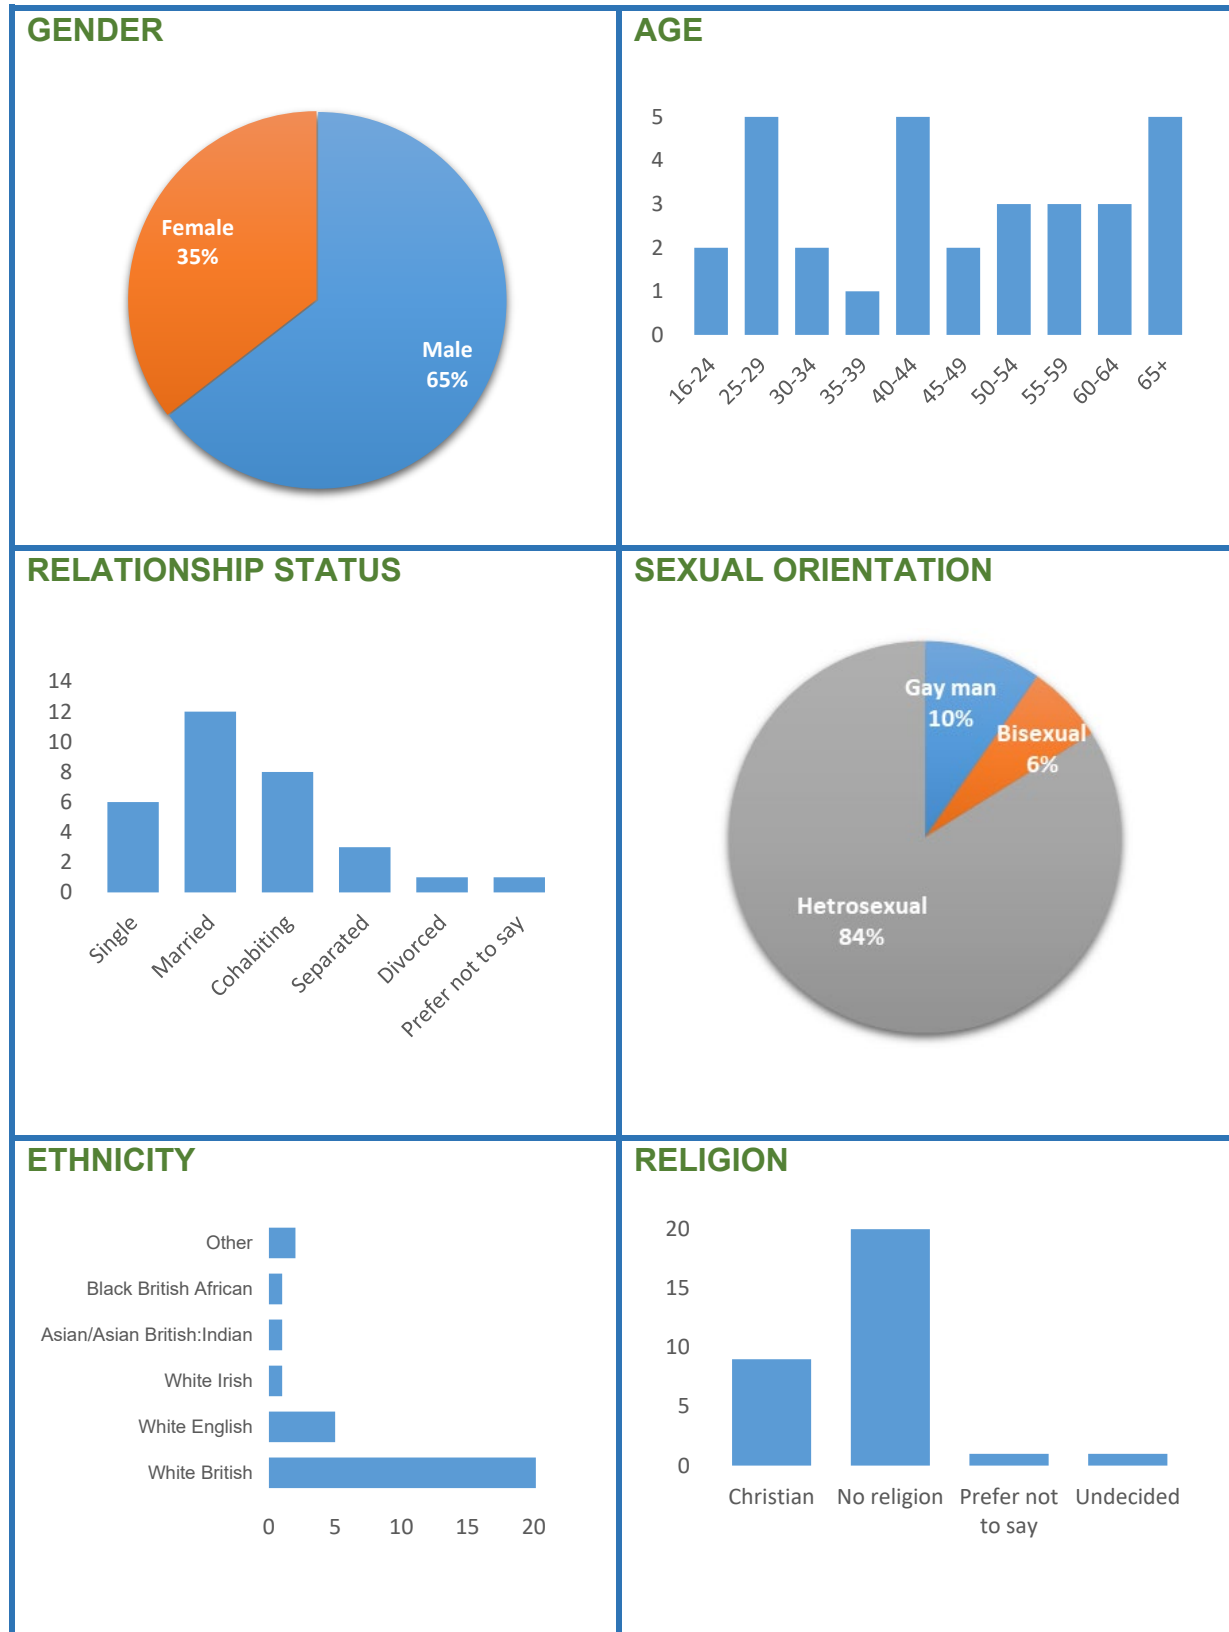 GENDER
Female
35%
Male
65%
AGE
5
4
3
2
1
0
16-24
25-29
30-34
35-39
40-44
45-49
50-54
55-59
60-64
65+
RELATIONSHIP STATUS
14
12
10
8
6
4
2
0
Single
Married
Cohabiting
Separated
Divorced
Prefer not to say
SEXUAL ORIENTATION
Gay man
10%
Bisexual
6%
Hetrosexual
84%
ETHNICITY
Other
Black British African
Asian/Asian British:Indian
White Irish
White English
White British
0 5 10 15 20
RELIGION
20
15
10
5
0
Christian No religion Prefer not Undecided
to say